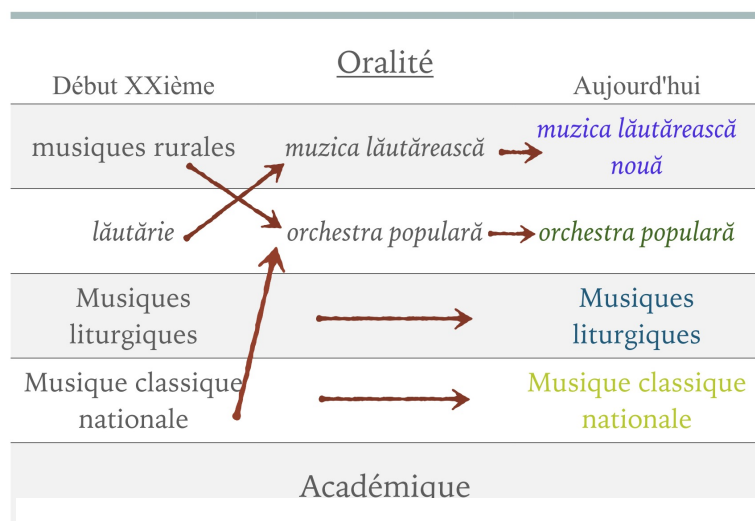 Oralité
Début XXième
Aujourd'hui
musiques rurales
muzica lăutărească
muzica lăutărească
nouă
lăutărie
orchestra populară
orchestra populară
Musiques
liturgiques
Musiques
liturgiques
Musique classique
nationale
Musique classique
nationale
Académique